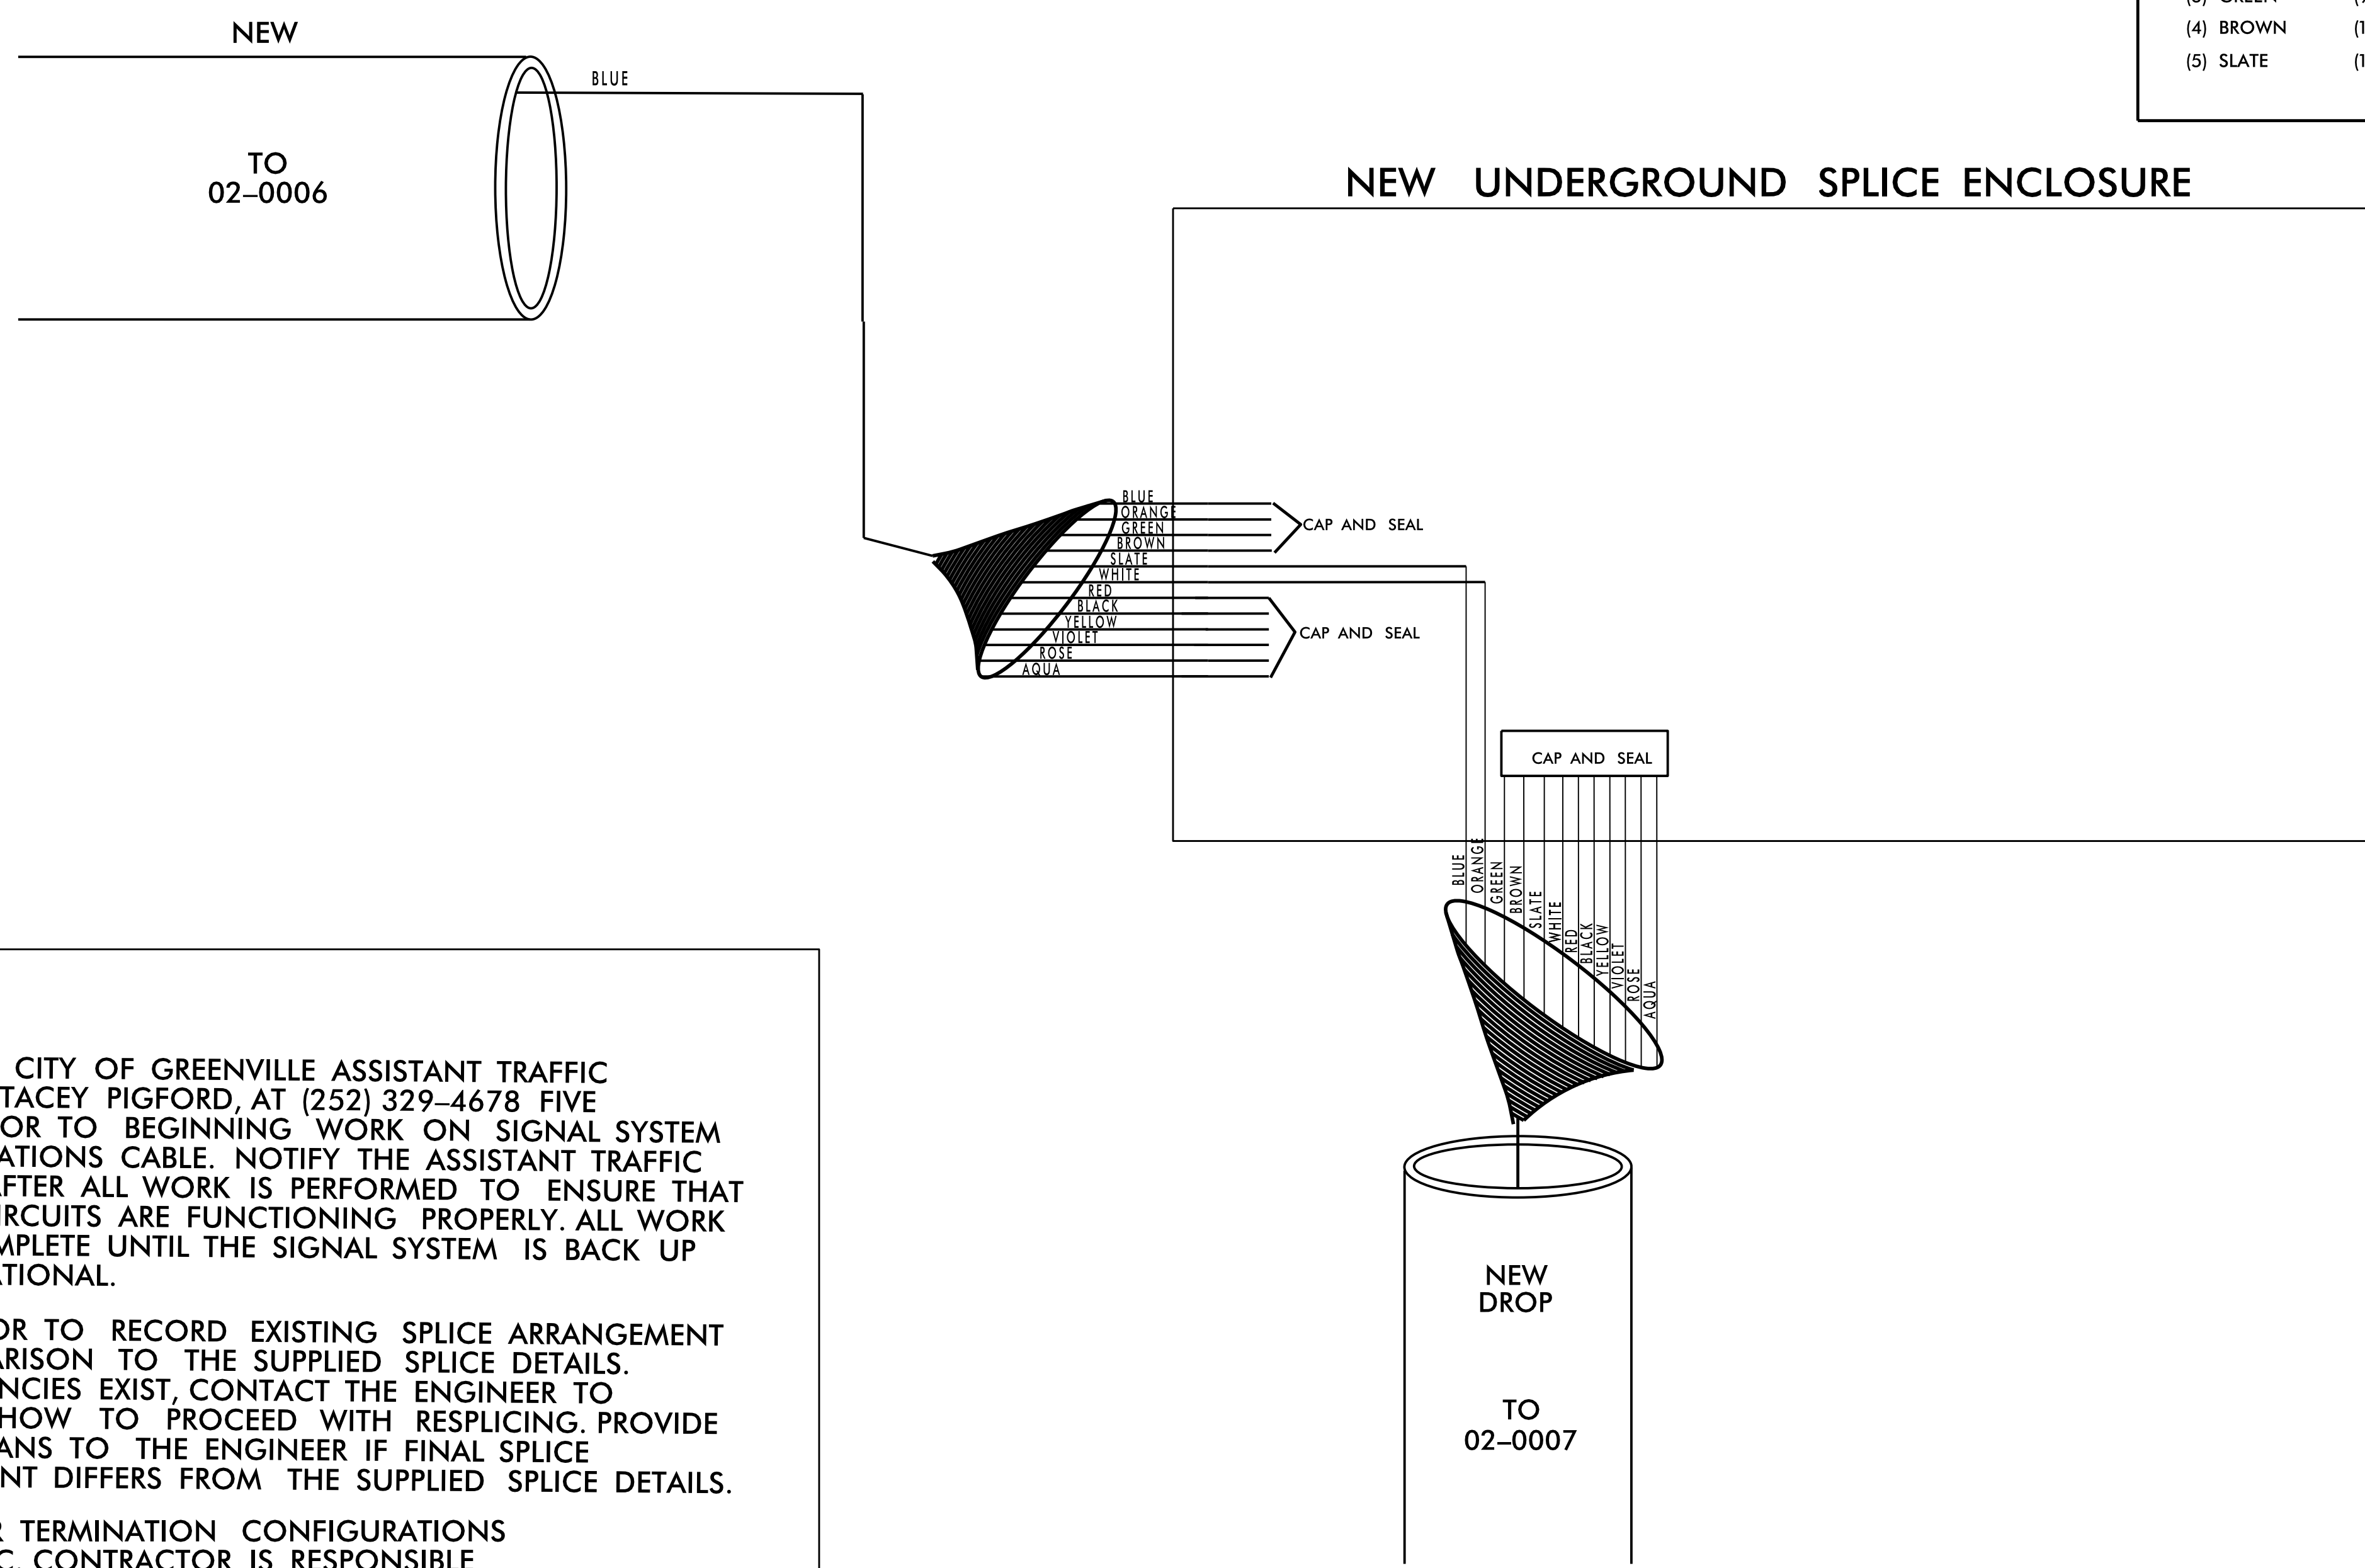 NEW
(4) BROWN
(5) SLATE
BLUE
TO
02–0006
NEW UNDERGROUND SPLICE ENCLOSURE
BLUE
ORANGE
GREEN
BROWN
SLATE
WHITE
RED
BLACK
YELLOW
VIOLET
ROSE
AQUA
CAP AND SEAL
CAP AND SEAL
CAP AND SEAL
BLUE
ORANGE
GREEN
BROWN
SLATE
WHITE
RED
BLACK
YELLOW
VIOLET
ROSE
AQUA
NEW
DROP
TO
02–0007
CITY OF GREENVILLE ASSISTANT TRAFFIC
TACEY PIGFORD, AT (252) 329–4678 FIVE
OR TO BEGINNING WORK ON SIGNAL SYSTEM
ATIONS CABLE. NOTIFY THE ASSISTANT TRAFFIC
AFTER ALL WORK IS PERFORMED TO ENSURE THAT
IRCUITS ARE FUNCTIONING PROPERLY. ALL WORK
MPLETE UNTIL THE SIGNAL SYSTEM IS BACK UP
ATIONAL.
OR TO RECORD EXISTING SPLICE ARRANGEMENT
ARISON TO THE SUPPLIED SPLICE DETAILS.
NCIES EXIST, CONTACT THE ENGINEER TO
HOW TO PROCEED WITH RESPLICING. PROVIDE
ANS TO THE ENGINEER IF FINAL SPLICE
NT DIFFERS FROM THE SUPPLIED SPLICE DETAILS.
R TERMINATION CONFIGURATIONS
C. CONTRACTOR IS RESPONSIBLE